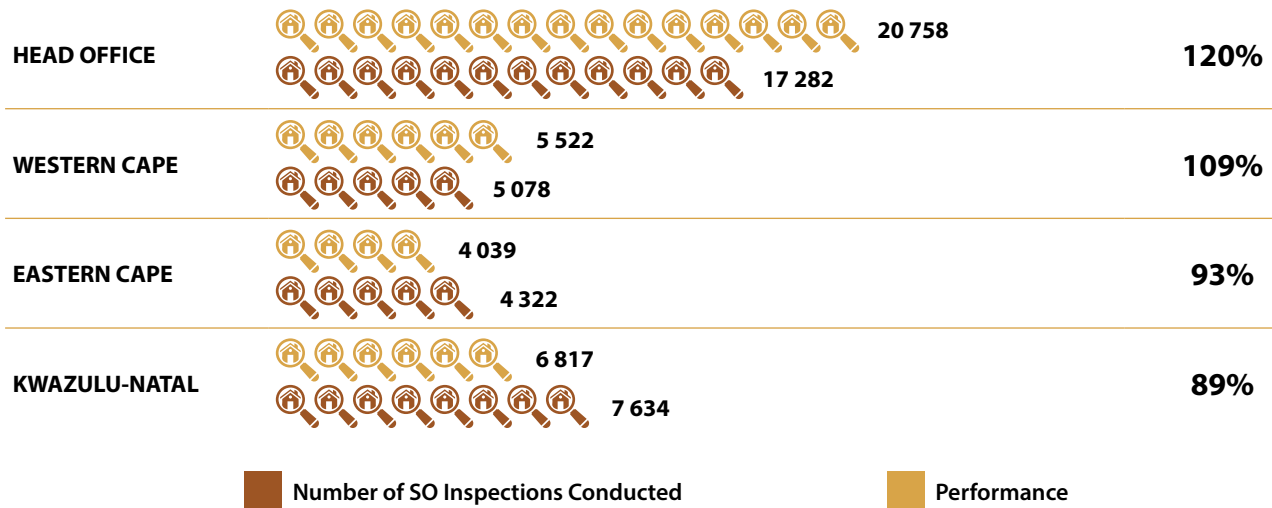 20 758
HEAD OFFICE
120%
17 282
5 522
WESTERN CAPE
109%
5 078
4 039
EASTERN CAPE
93%
4 322
6 817
KWAZULU-NATAL
89%
7 634
Number of SO Inspections Conducted
Performance